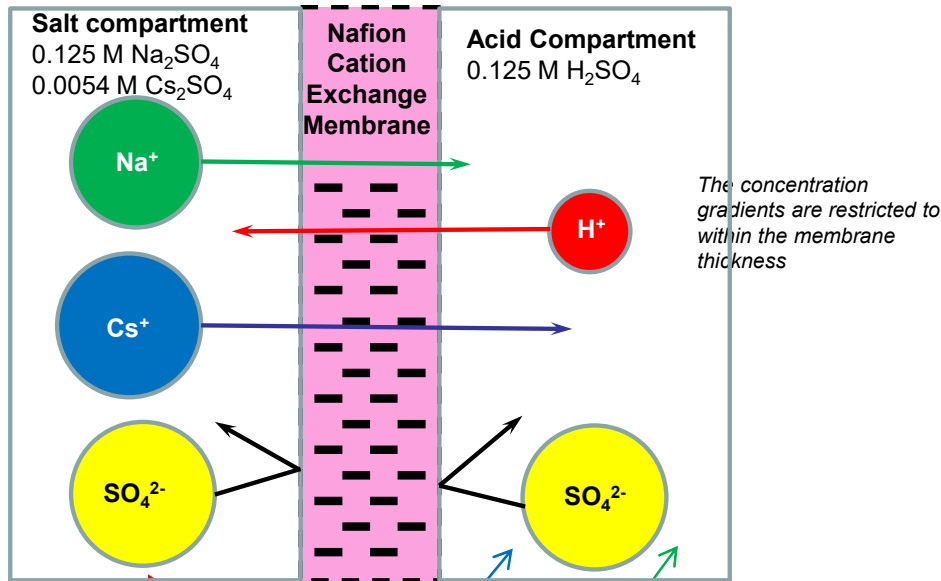 Salt compartment
0.125 M Na₂SO₄
0.0054 M Cs₂SO₄
Nafion
Cation
Exchange
Membrane
Acid Compartment
0.125 M H₂SO₄
Na⁺
H⁺
The concentration
gradients are restricted to
within the membrane
thickness
Cs⁺
SO₄²⁻
SO₄²⁻